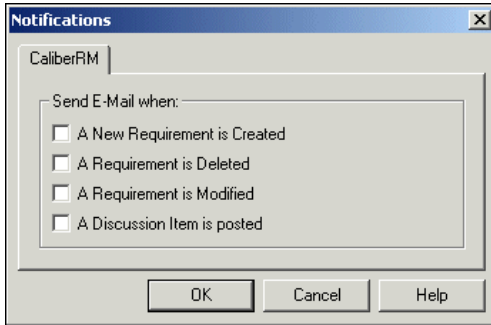 Notifications
CaliberRM
Send E-Mail when:
A New Requirement is Created
A Requirement is Deleted
A Requirement is Modified
A Discussion Item is posted
OK Cancel Help